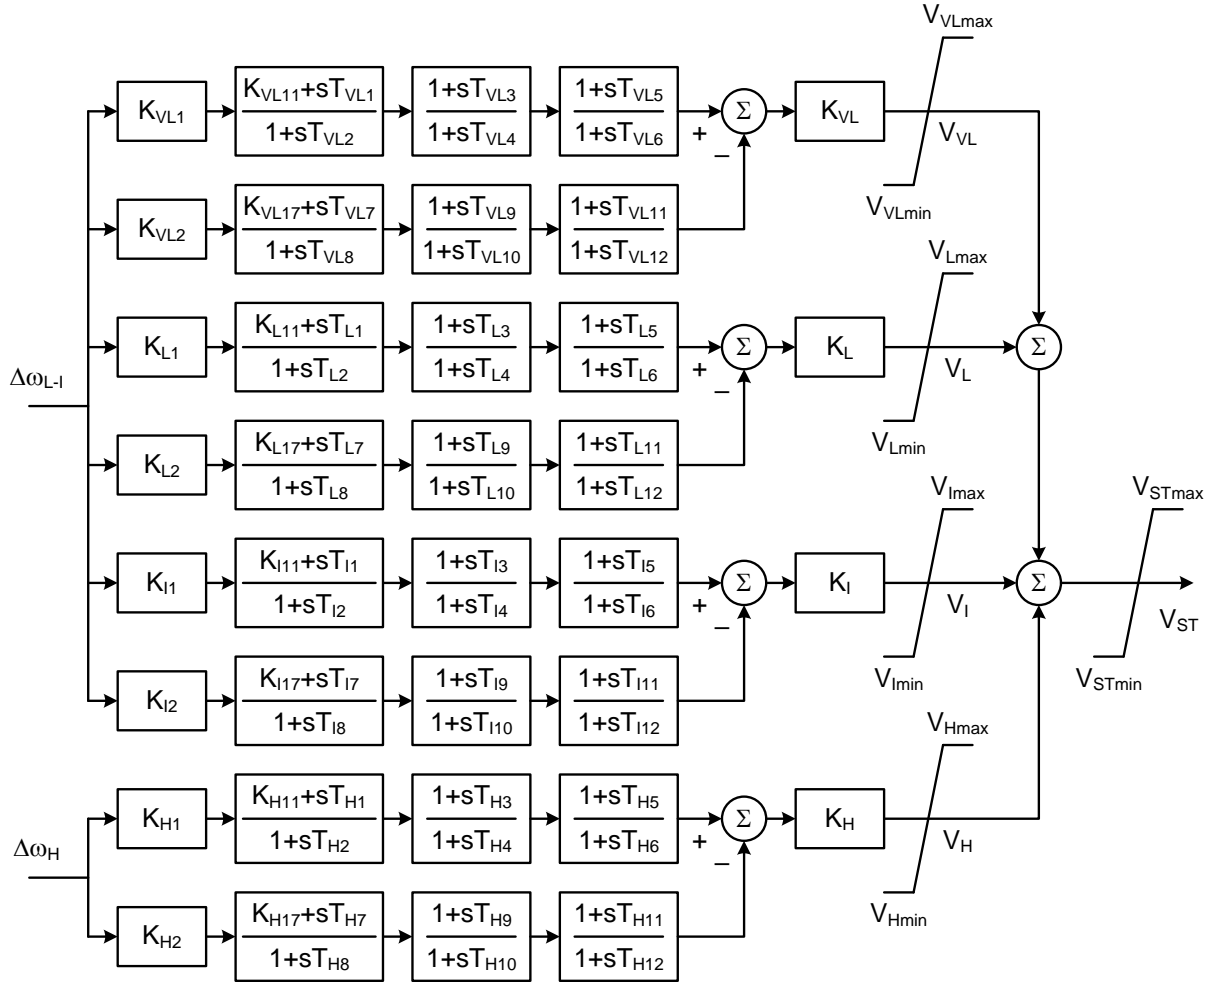 V_VLmax
K_VL1
K_VL11+sT_VL1
1+sT_VL2
1+sT_VL3
1+sT_VL4
1+sT_VL5
1+sT_VL6
+
−
Σ
K_VL
V_VL
V_VLmin
K_VL2
K_VL17+sT_VL7
1+sT_VL8
1+sT_VL9
1+sT_VL10
1+sT_VL11
1+sT_VL12
V_Lmax
K_L1
K_L11+sT_L1
1+sT_L2
1+sT_L3
1+sT_L4
1+sT_L5
1+sT_L6
+
−
Σ
K_L
V_L
Σ
V_Lmin
Δω_L-I
K_L2
K_L17+sT_L7
1+sT_L8
1+sT_L9
1+sT_L10
1+sT_L11
1+sT_L12
V_Imax
V_STmax
K_I1
K_I11+sT_I1
1+sT_I2
1+sT_I3
1+sT_I4
1+sT_I5
1+sT_I6
+
−
Σ
K_I
V_I
Σ
V_ST
V_Imin
V_STmin
K_I2
K_I17+sT_I7
1+sT_I8
1+sT_I9
1+sT_I10
1+sT_I11
1+sT_I12
V_Hmax
K_H1
K_H11+sT_H1
1+sT_H2
1+sT_H3
1+sT_H4
1+sT_H5
1+sT_H6
+
−
Σ
K_H
V_H
V_Hmin
Δω_H
K_H2
K_H17+sT_H7
1+sT_H8
1+sT_H9
1+sT_H10
1+sT_H11
1+sT_H12